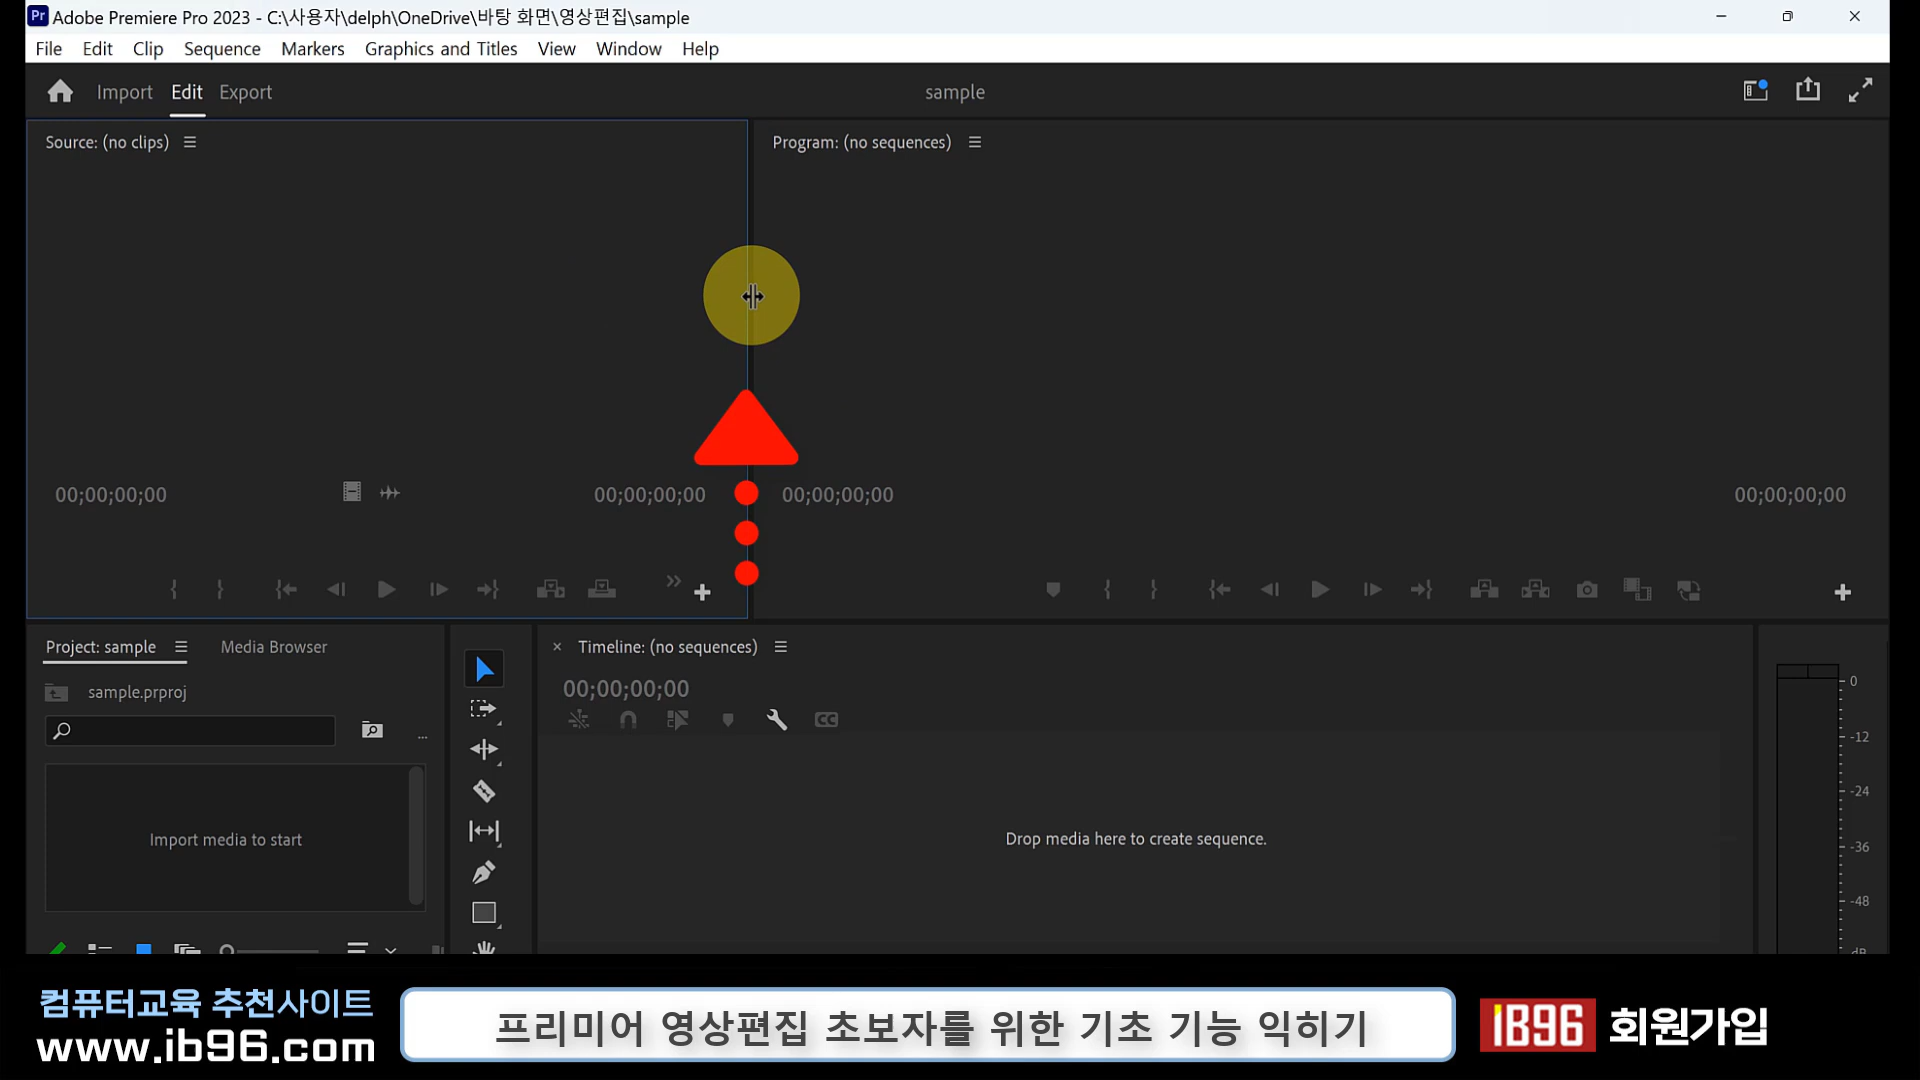 Adobe Premiere Pro 2023 - C:\사용자\delph\OneDrive\바탕 화면\영상편집\sample
File Edit Clip Sequence Markers Graphics and Titles View Window Help
Import Edit Export sample
Source: (no clips) Program: (no sequences)
00;00;00;00 00;00;00;00 00;00;00;00 00;00;00;00
Project: sample Media Browser
Timeline: (no sequences)
sample.prproj
00;00;00;00
CC
Import media to start
Drop media here to create sequence.
0
-12
-24
-36
-48
dB
컴퓨터교육 추천사이트
www.ib96.com
프리미어 영상편집 초보자를 위한 기초 기능 익히기
IB96 회원가입